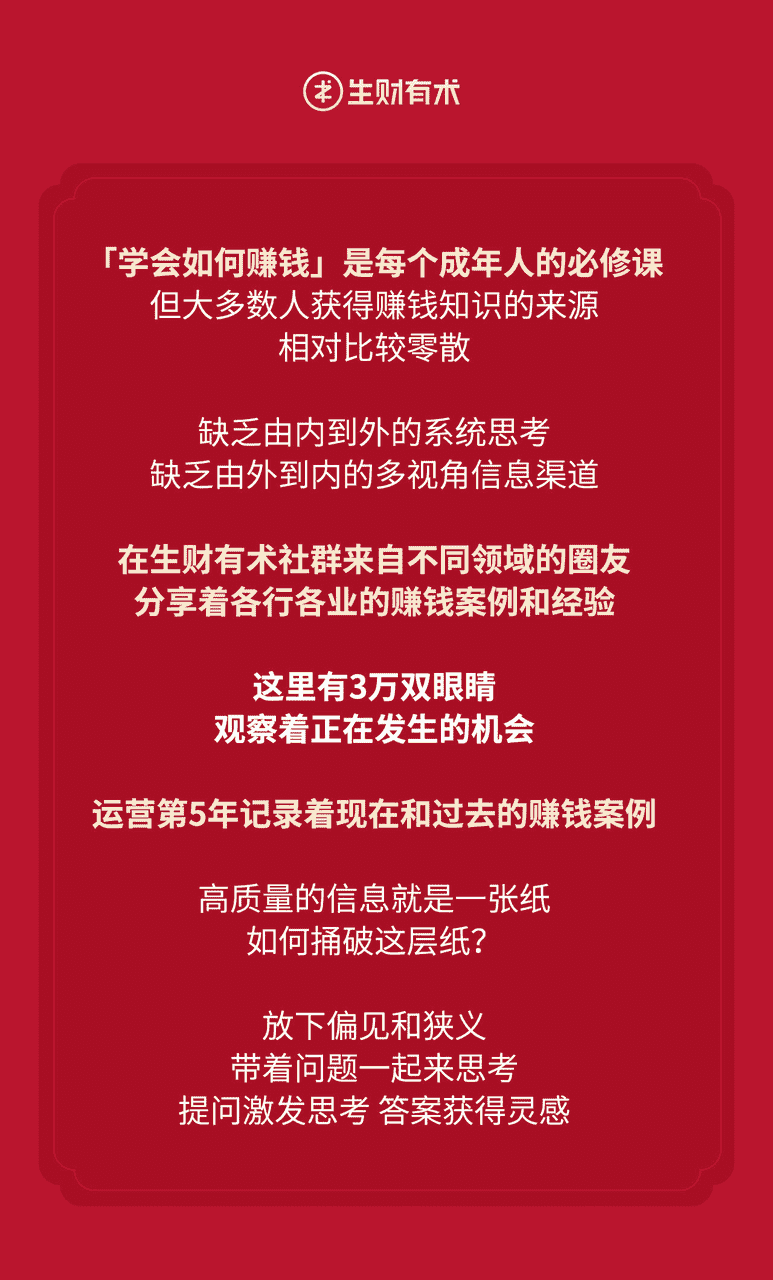 生财有术
「学会如何赚钱」是每个成年人的必修课
但大多数人获得赚钱知识的来源
相对比较零散
缺乏由内到外的系统思考
缺乏由外到内的多视角信息渠道
在生财有术社群来自不同领域的圈友
分享着各行各业的赚钱案例和经验
这里有3万双眼睛
观察着正在发生的机会
运营第5年记录着现在和过去的赚钱案例
高质量的信息就是一张纸
如何捅破这层纸？
放下偏见和狭义
带着问题一起来思考
提问激发思考 答案获得灵感